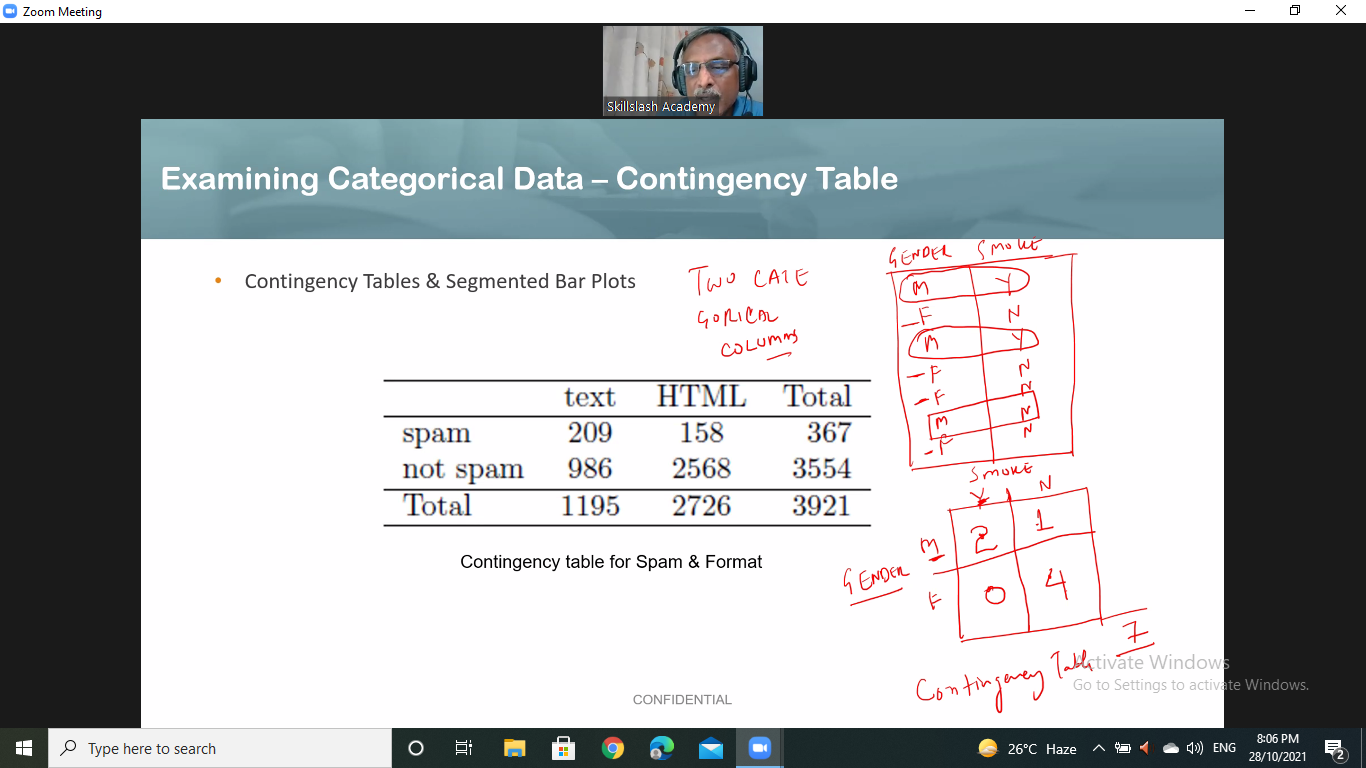 Zoom Meeting
Skillslash Academy
Examining Categorical Data – Contingency Table
• Contingency Tables & Segmented Bar Plots
TWO CATE
GORICAL
COLUMNS
GENDER SMOKE
M Y
F N
M Y
F N
F N
M N
F N
text HTML Total
spam 209 158 367
not spam 986 2568 3554
Total 1195 2726 3921
Contingency table for Spam & Format
SMOKE
Y N
M 2 1
GENDER
F 0 4
7
Contingency Table
Activate Windows
Go to Settings to activate Windows.
CONFIDENTIAL
Type here to search
26°C Haze
ENG
8:06 PM
28/10/2021
2